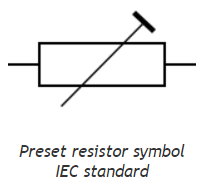 Preset resistor symbol
IEC standard